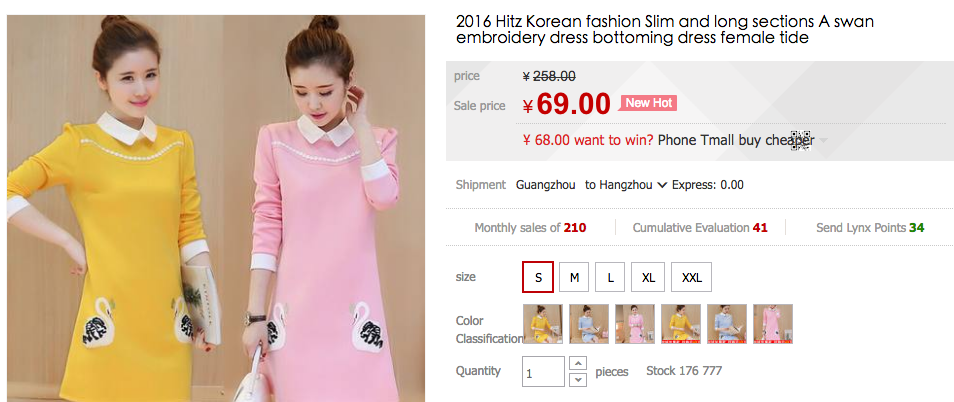 2016 Hitz Korean fashion Slim and long sections A swan
embroidery dress bottoming dress female tide
price ¥ 258.00
Sale price ¥ 69.00 New Hot
¥ 68.00 want to win? Phone Tmall buy cheaper
Shipment Guangzhou to Hangzhou Express: 0.00
Monthly sales of 210 Cumulative Evaluation 41 Send Lynx Points 34
size S M L XL XXL
Color
Classification
Quantity 1 pieces Stock 176 777